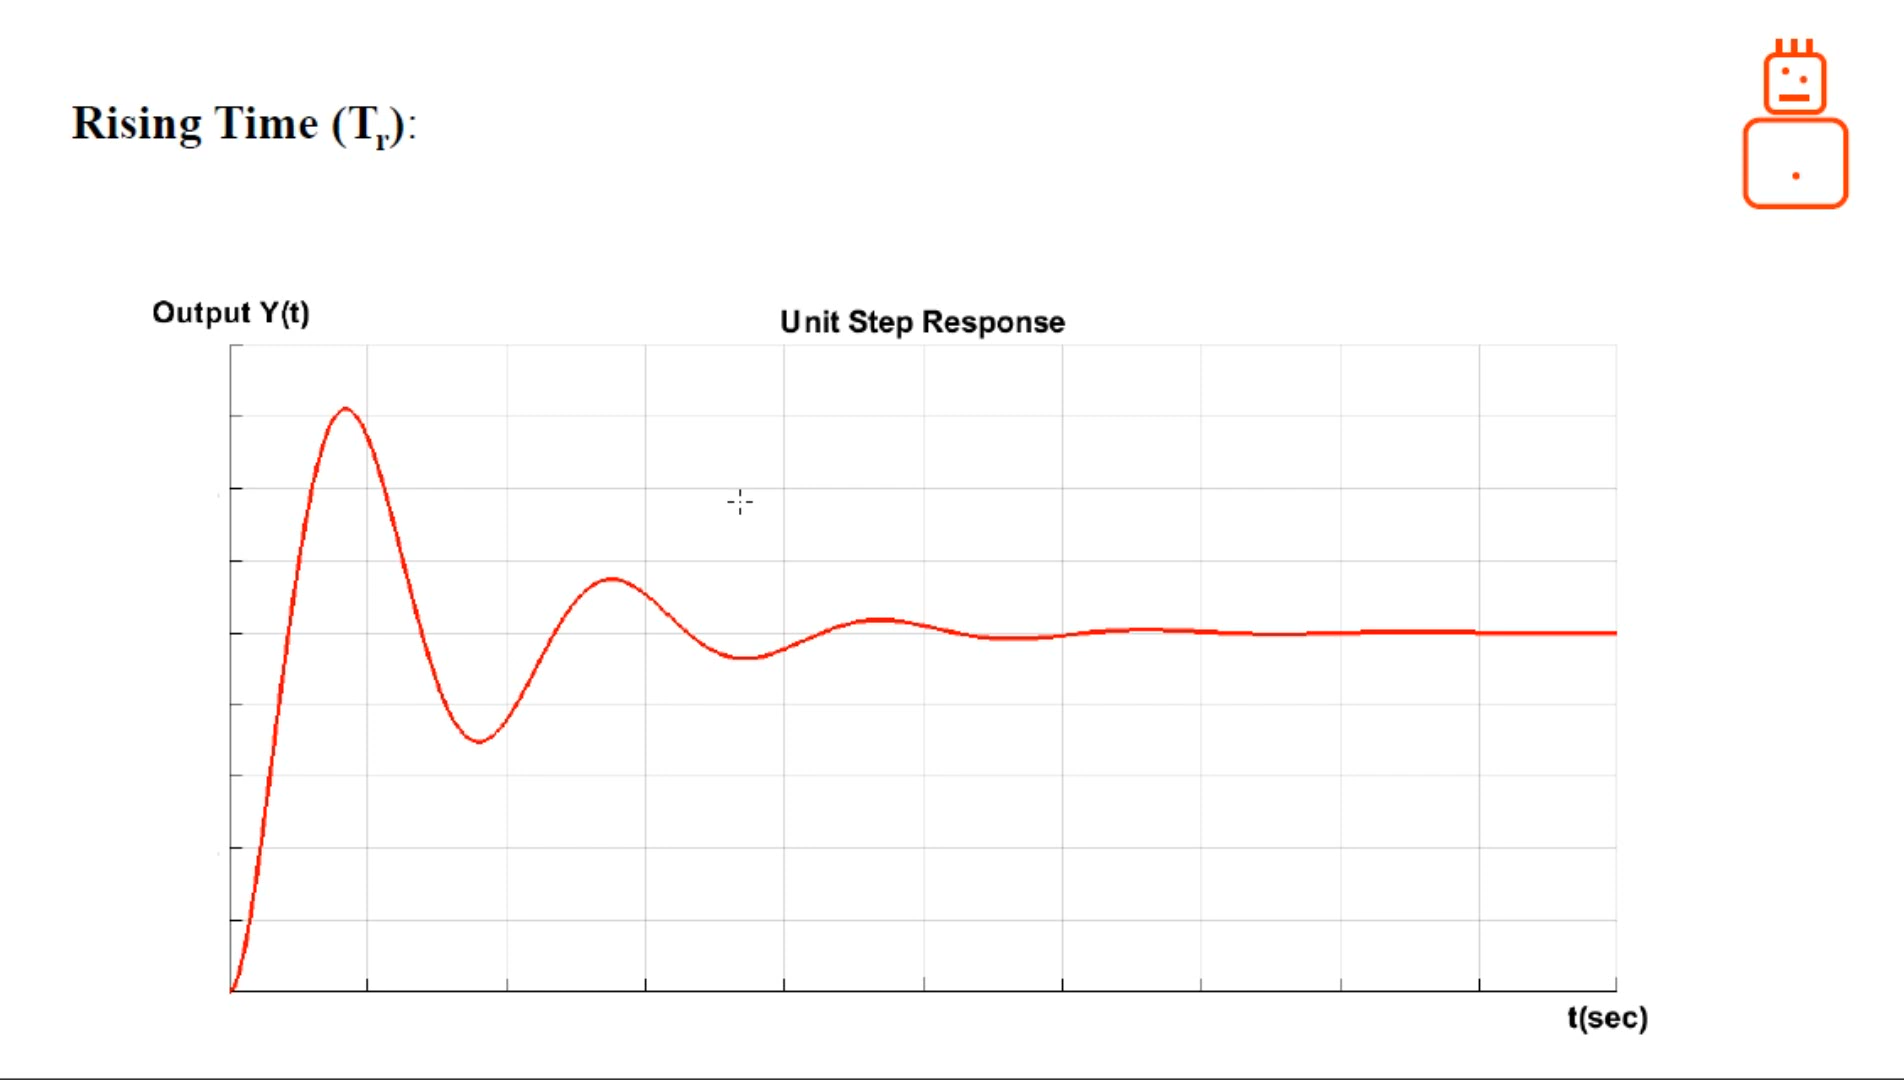 Rising Time (Tr):
Output Y(t)
Unit Step Response
t(sec)